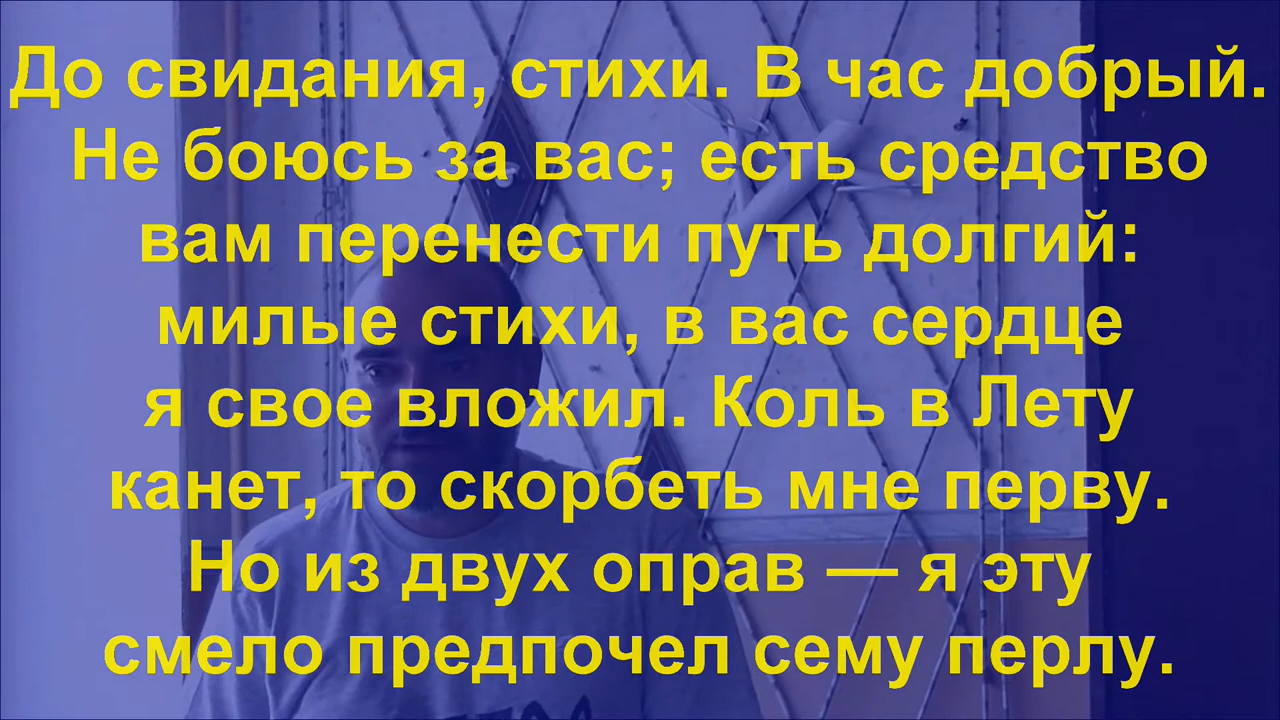 До свидания, стихи. В час добрый.
Не боюсь за вас; есть средство
вам перенести путь долгий:
милые стихи, в вас сердце
я свое вложил. Коль в Лету
канет, то скорбеть мне перву.
Но из двух оправ — я эту
смело предпочел сему перлу.